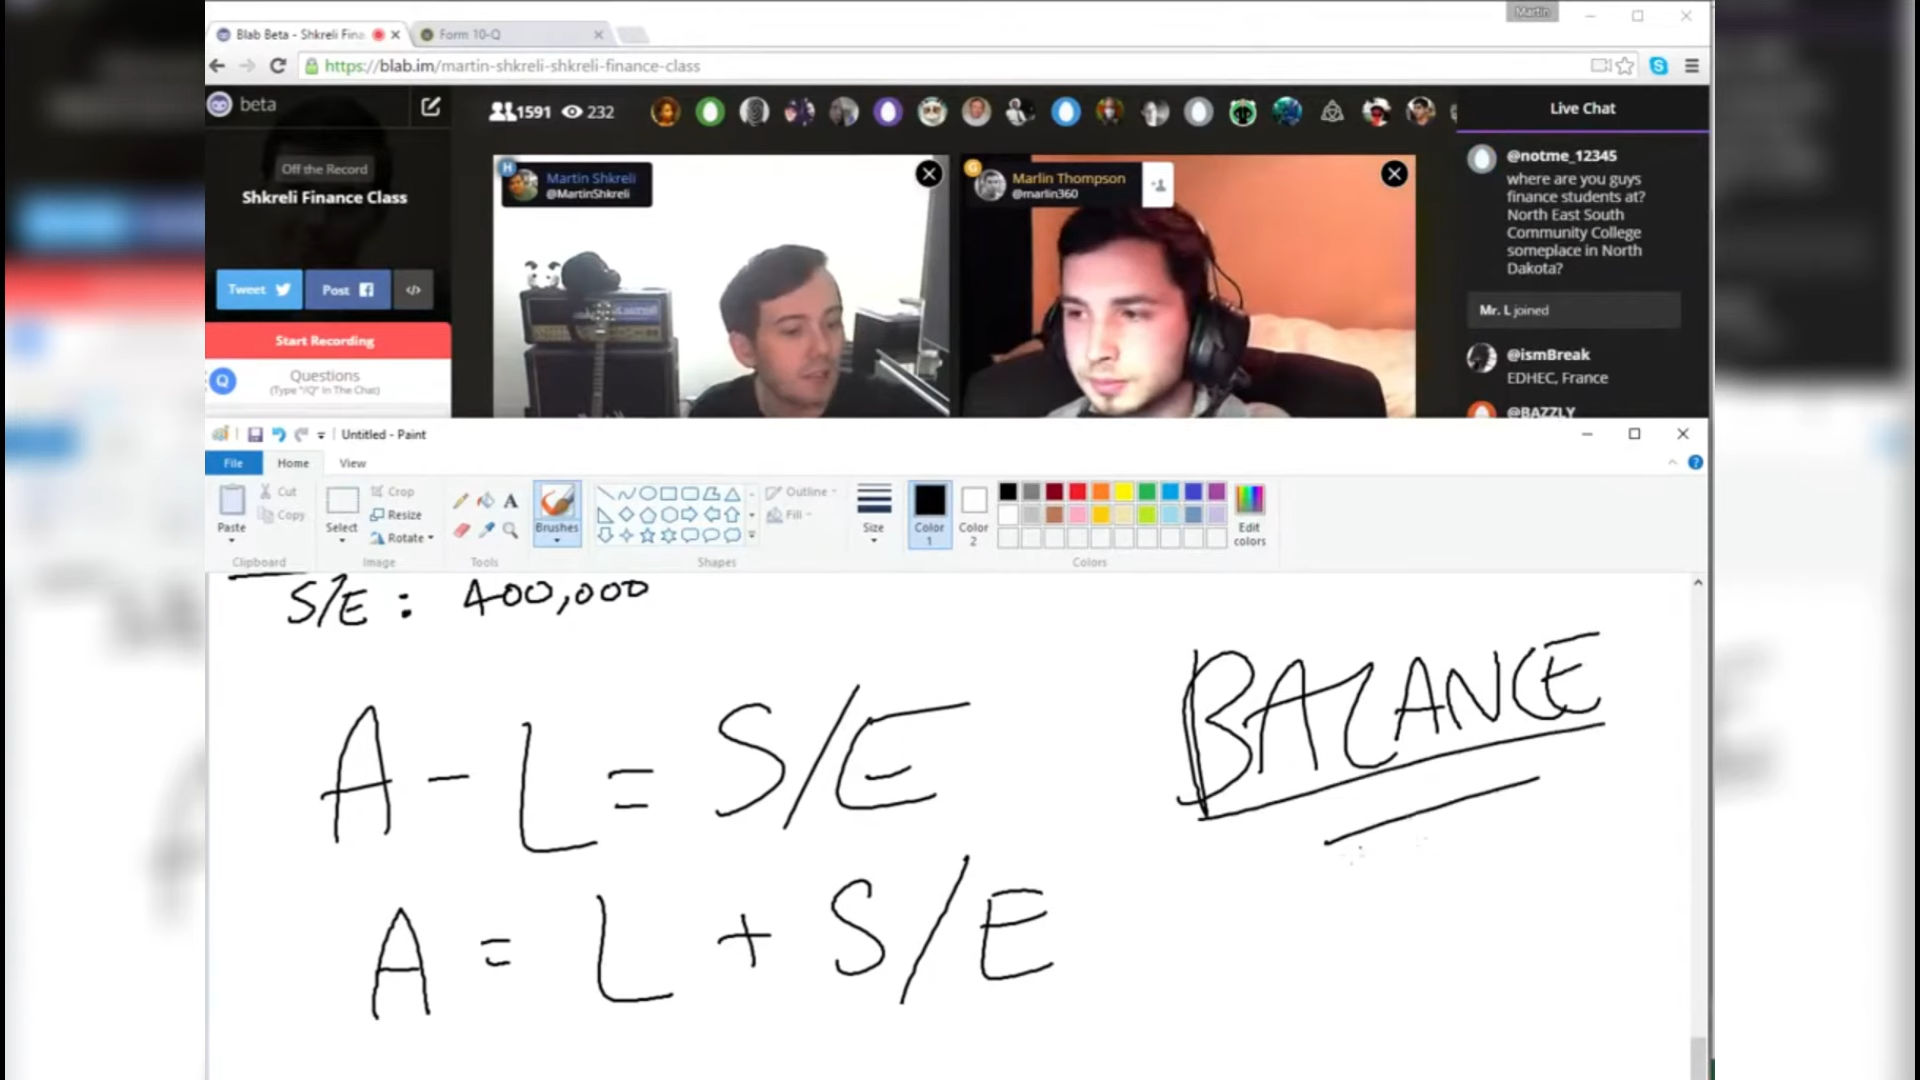 Martin
Blab Beta - Shkreli Fina
Form 10-Q
https://blab.im/martin-shkreli-shkreli-finance-class
beta
1591
232
Live Chat
Off the Record
Shkreli Finance Class
Tweet
Post
</>
Start Recording
Q
Questions
(Type "/Q" In The Chat)
H
Martin Shkreli
@MartinShkreli
G
Marlin Thompson
@marlin360
@notme_12345
where are you guys
finance students at?
North East South
Community College
someplace in North
Dakota?
Mr. L joined
@ismBreak
EDHEC, France
@BAZZLY
Untitled - Paint
File
Home
View
Paste
Cut
Copy
Clipboard
Select
Crop
Resize
Rotate
Image
A
Tools
Brushes
Outline
Fill
Shapes
Size
Color
1
Color
2
Edit
colors
Colors
S/E : 400,000
A - L = S/E
BALANCE
A = L + S/E